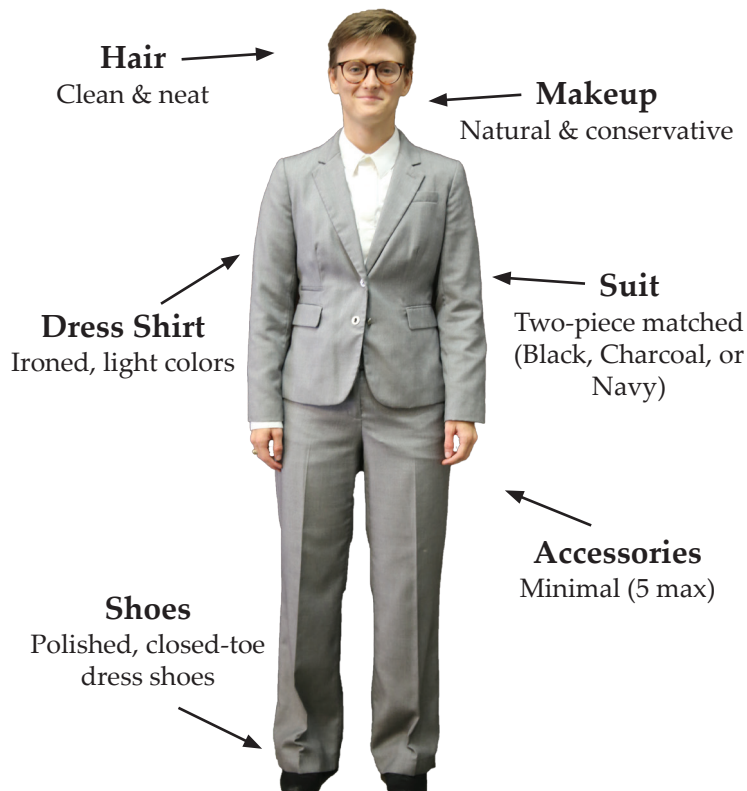 Hair
Clean & neat
Makeup
Natural & conservative
Dress Shirt
Ironed, light colors
Suit
Two-piece matched
(Black, Charcoal, or
Navy)
Accessories
Minimal (5 max)
Shoes
Polished, closed-toe
dress shoes